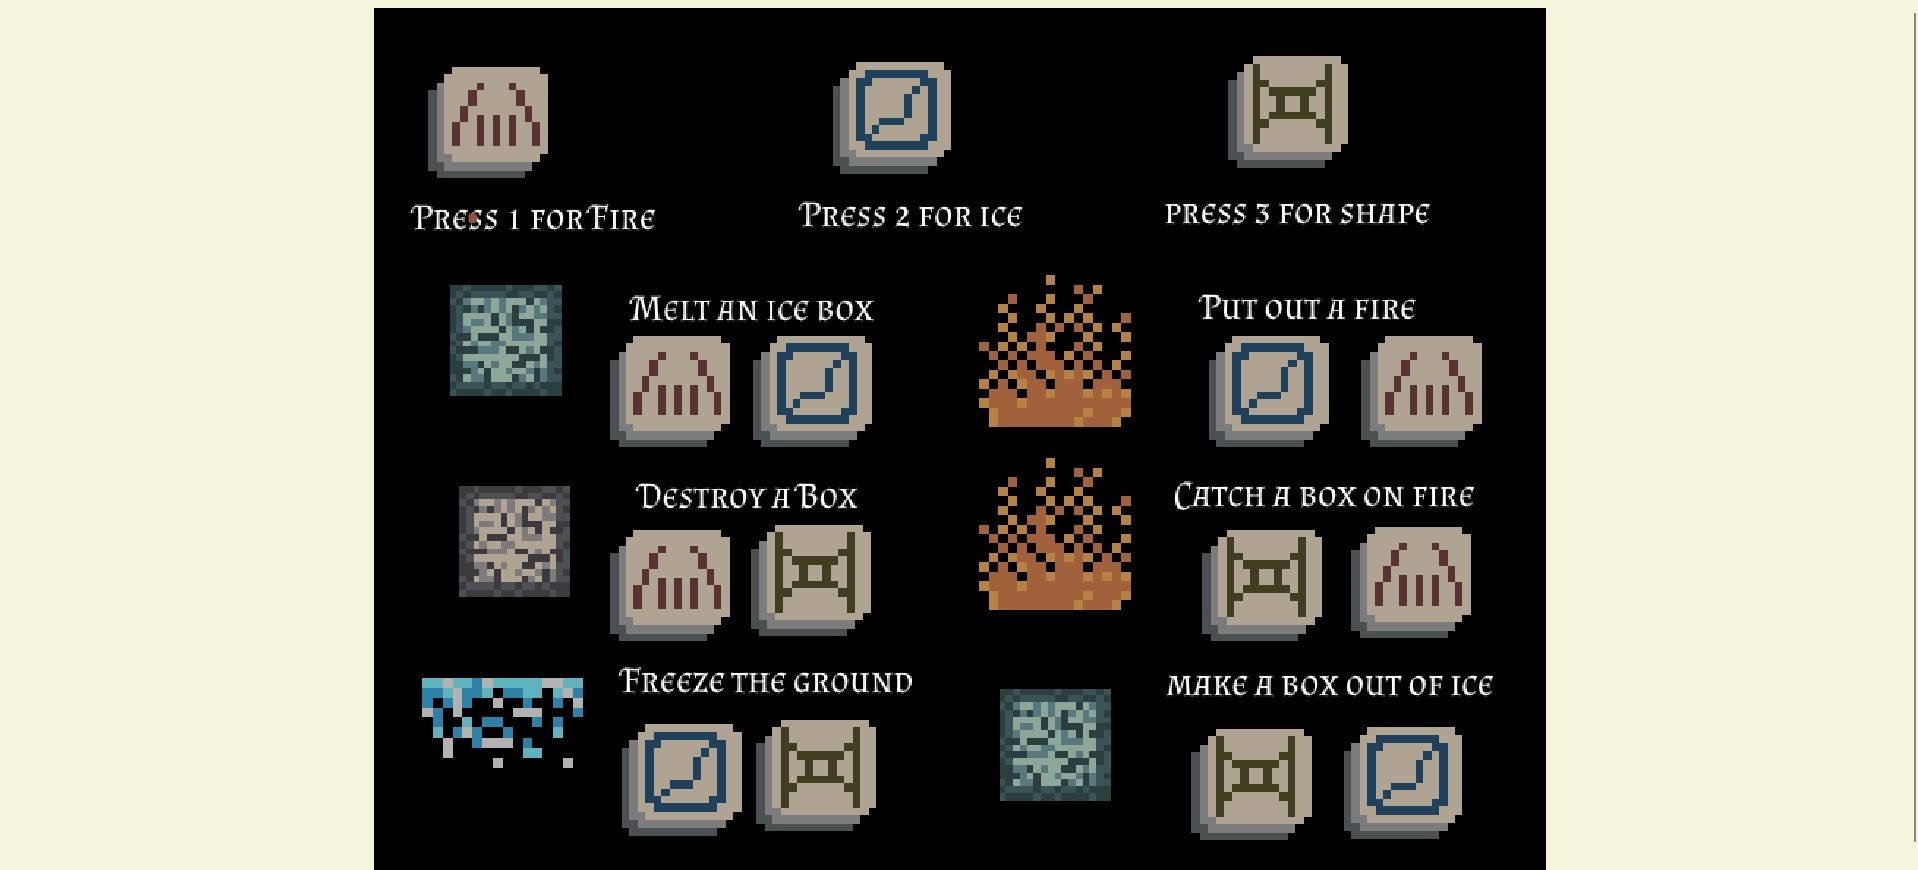 Press 1 for Fire
Press 2 for ice
press 3 for shape
Melt an ice box
Put out a fire
Destroy a Box
Catch a box on fire
Freeze the ground
make a box out of ice